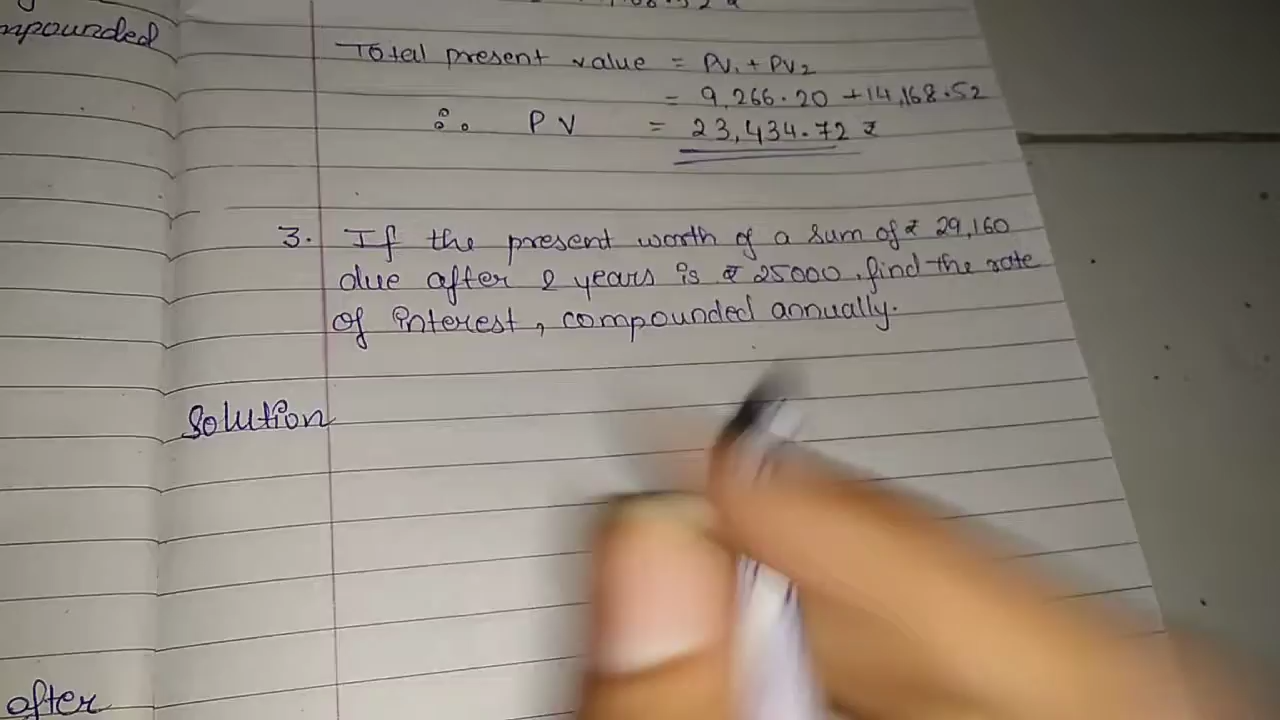 mpounded
Total present value = PV1 + PV2
= 9,266.20 + 14,168.52
∴ PV = 23,434.72 ₹
3. If the present worth of a sum of ₹ 29,160
due after 2 years is ₹ 25000, find the rate
of interest, compounded annually.
Solution
after